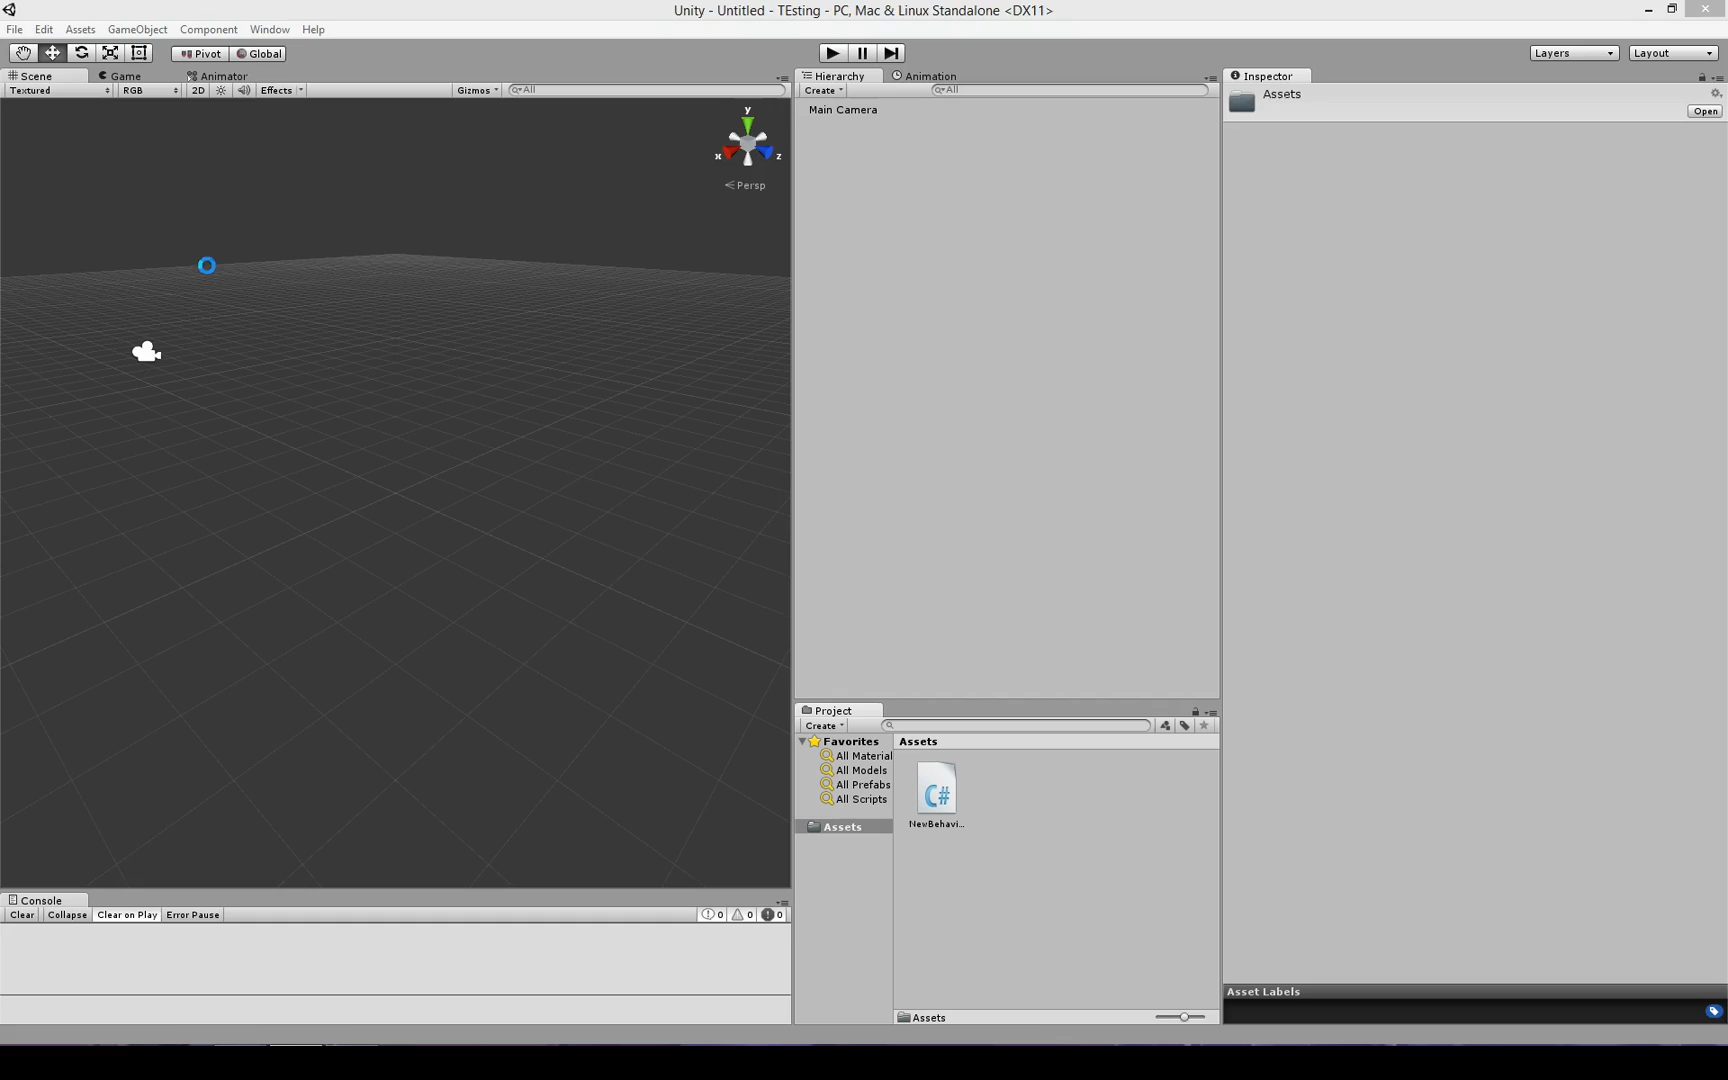 Unity - Untitled - TEsting - PC, Mac & Linux Standalone <DX11>
File Edit Assets GameObject Component Window Help
Pivot Global Layers Layout
Scene Game Animator
Textured RGB 2D Effects Gizmos All
y
x z
Persp
Hierarchy Animation
Create All
Main Camera
Inspector
Assets
Open
Project
Create
Favorites
All Material
All Models
All Prefabs
All Scripts
Assets
Assets
C#
NewBehavi...
Assets
Console
Clear Collapse Clear on Play Error Pause 0 0 0
Asset Labels